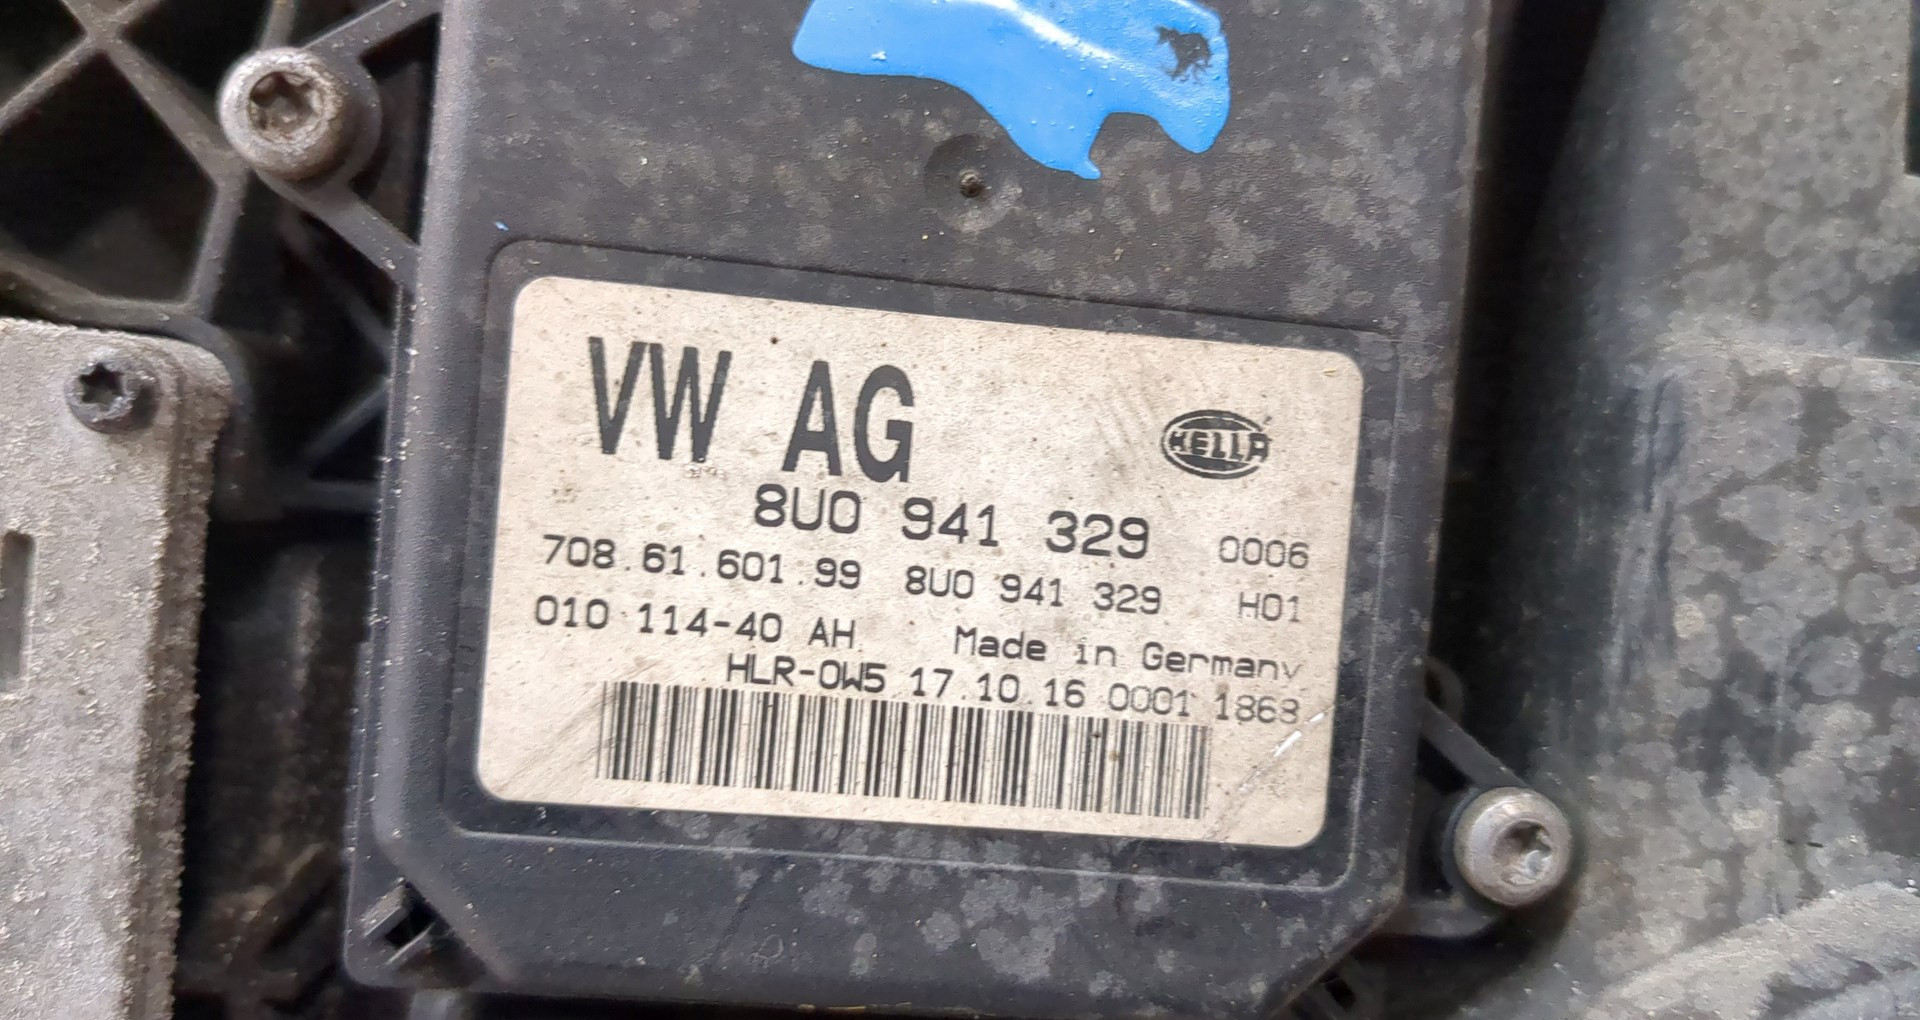 VW AG
HELLA
8U0 941 329 0006
708.61.601.99 8U0 941 329 H01
010 114-40 AH Made in Germany
HLR-0W5 17.10.16 0001 1868